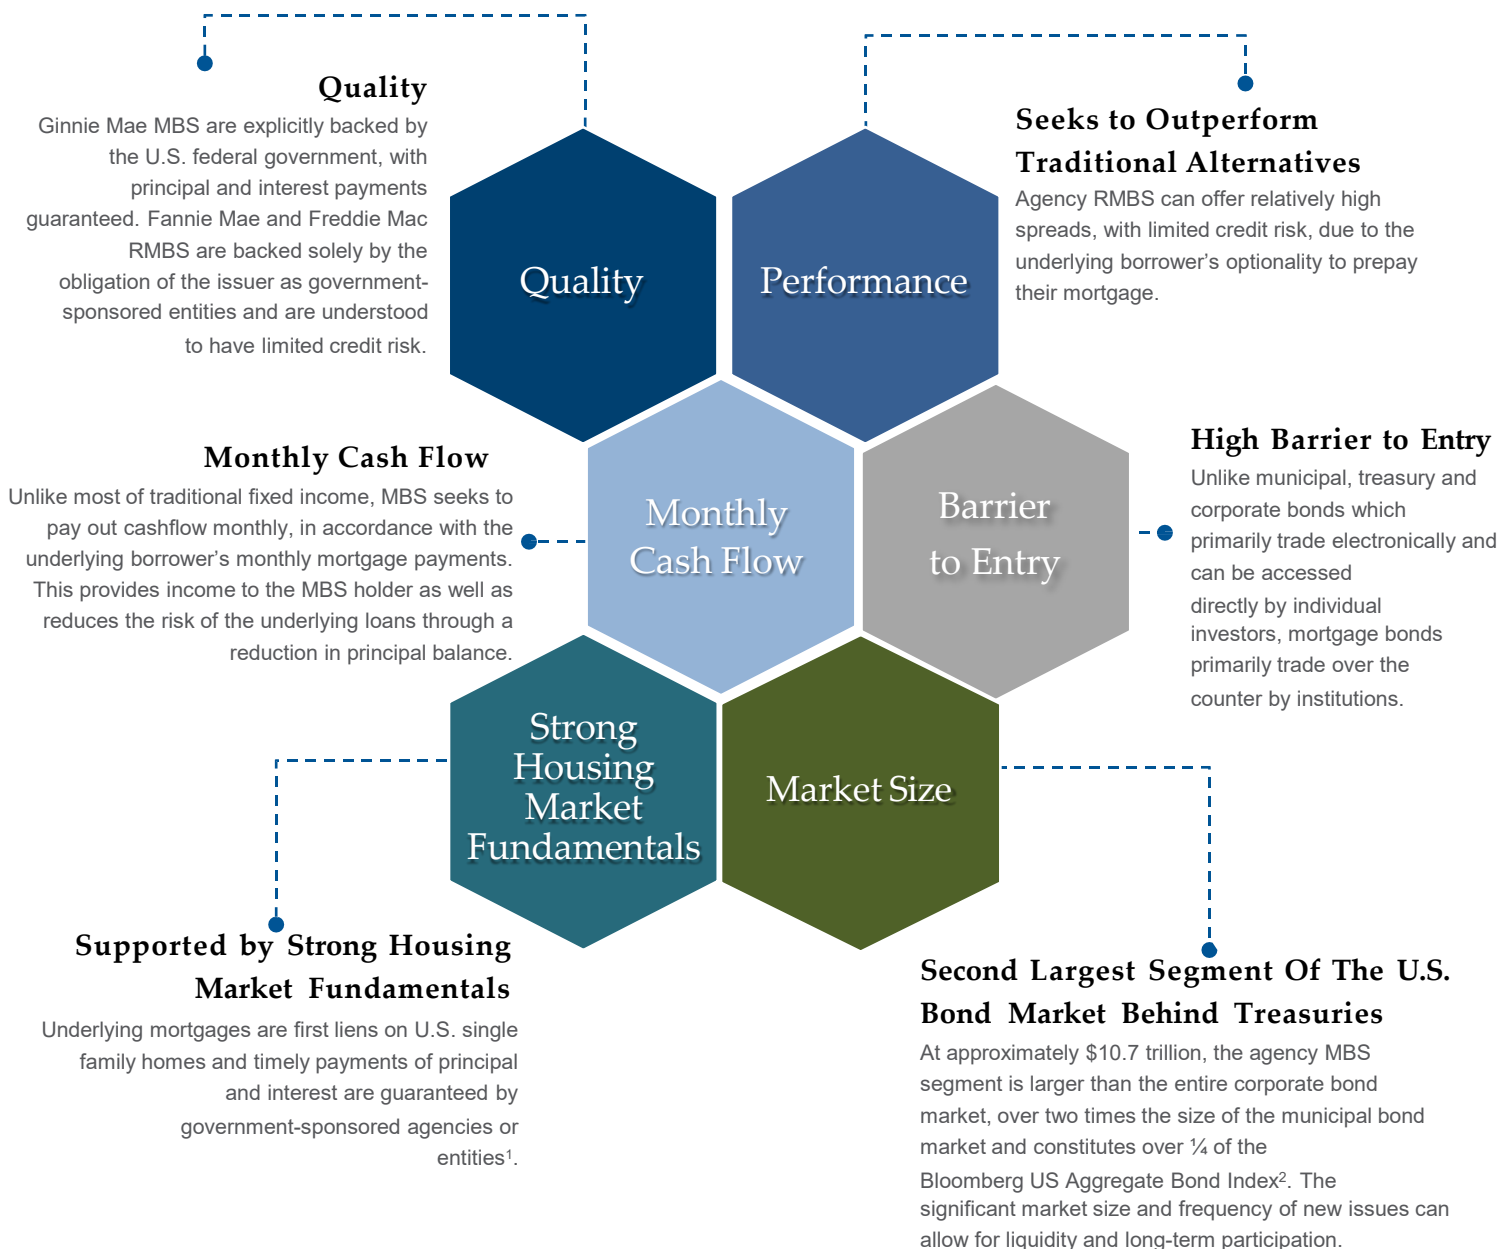 Quality
Ginnie Mae MBS are explicitly backed by
the U.S. federal government, with
principal and interest payments
guaranteed. Fannie Mae and Freddie Mac
RMBS are backed solely by the
obligation of the issuer as government-
sponsored entities and are understood
to have limited credit risk.
Quality
Performance
Seeks to Outperform
Traditional Alternatives
Agency RMBS can offer relatively high
spreads, with limited credit risk, due to the
underlying borrower’s optionality to prepay
their mortgage.
Monthly Cash Flow
Unlike most of traditional fixed income, MBS seeks to
pay out cashflow monthly, in accordance with the
underlying borrower’s monthly mortgage payments.
This provides income to the MBS holder as well as
reduces the risk of the underlying loans through a
reduction in principal balance.
Monthly
Cash Flow
Barrier
to Entry
High Barrier to Entry
Unlike municipal, treasury and
corporate bonds which
primarily trade electronically and
can be accessed
directly by individual
investors, mortgage bonds
primarily trade over the
counter by institutions.
Strong
Housing
Market
Fundamentals
Market Size
Supported by Strong Housing
Market Fundamentals
Underlying mortgages are first liens on U.S. single
family homes and timely payments of principal
and interest are guaranteed by
government-sponsored agencies or
entities¹.
Second Largest Segment Of The U.S.
Bond Market Behind Treasuries
At approximately $10.7 trillion, the agency MBS
segment is larger than the entire corporate bond
market, over two times the size of the municipal bond
market and constitutes over ¼ of the
Bloomberg US Aggregate Bond Index². The
significant market size and frequency of new issues can
allow for liquidity and long-term participation.